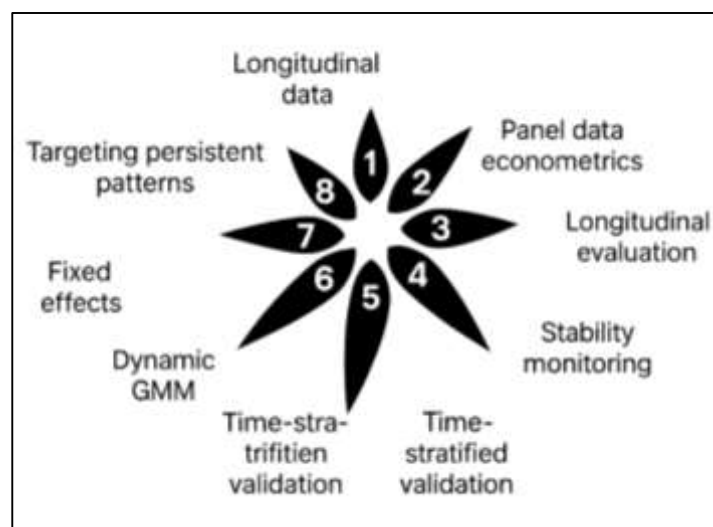 Longitudinal
data
1
Panel data
econometrics
2
Longitudinal
evaluation
3
Stability
monitoring
4
Time-
stratified
validation
5
Time-stra-
trifitien
validation
Dynamic
GMM
6
Fixed
effects
7
Targeting persistent
patterns
8